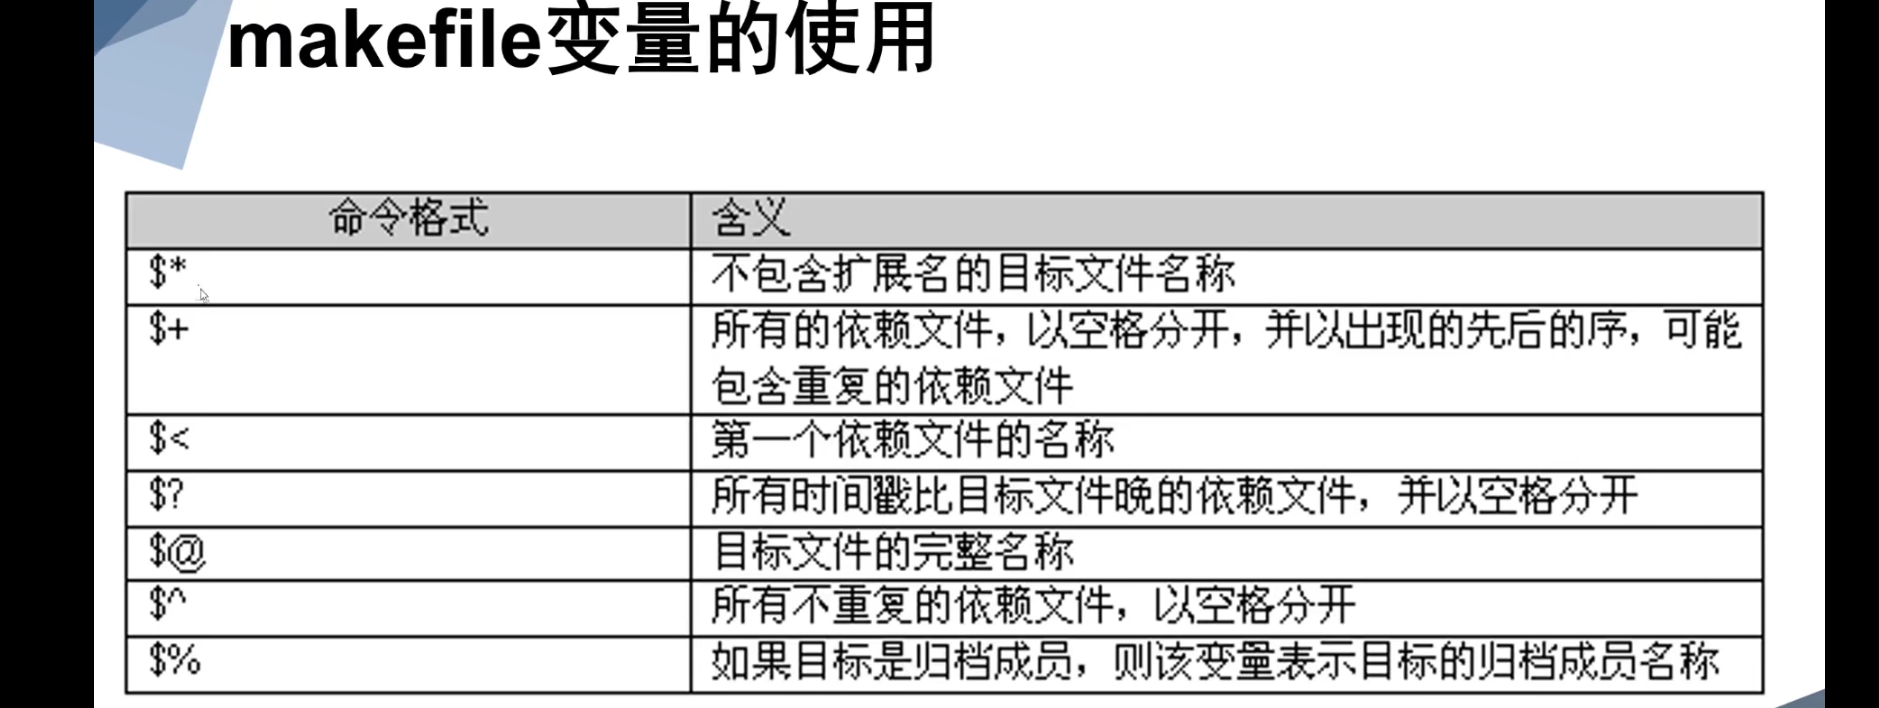 makefile变量的使用
命令格式 含义
$* 不包含扩展名的目标文件名称
$+ 所有的依赖文件，以空格分开，并以出现的先后的序，可能
包含重复的依赖文件
$< 第一个依赖文件的名称
$? 所有时间戳比目标文件晚的依赖文件，并以空格分开
$@ 目标文件的完整名称
$^ 所有不重复的依赖文件，以空格分开
$% 如果目标是归档成员，则该变量表示目标的归档成员名称